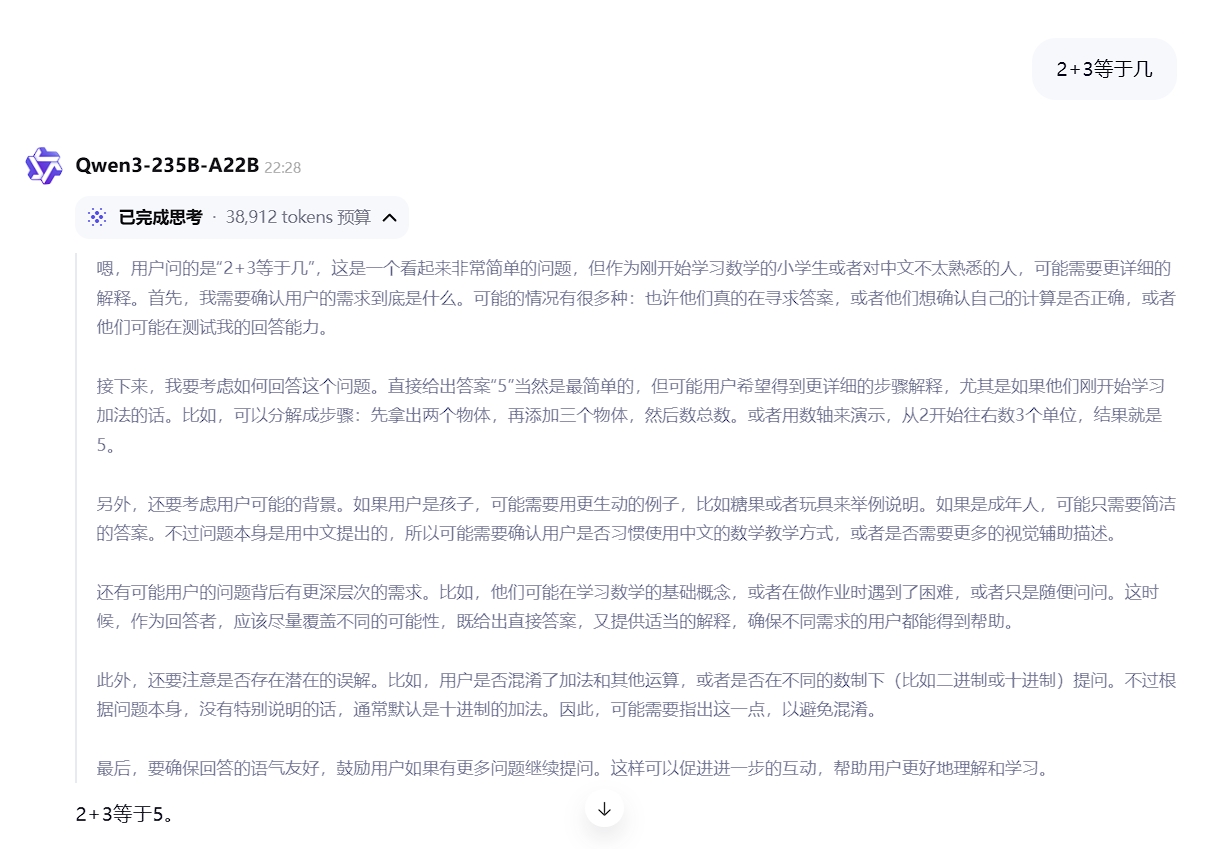 2+3等于几
Qwen3-235B-A22B 22:28
已完成思考 · 38,912 tokens 预算
嗯，用户问的是“2+3等于几”，这是一个看起来非常简单的问题，但作为刚开始学习数学的小学生或者对中文不太熟悉的人，可能需要更详细的
解释。首先，我需要确认用户的需求到底是什么。可能的情况有很多种：也许他们真的在寻求答案，或者他们想确认自己的计算是否正确，或者
他们可能在测试我的回答能力。
接下来，我要考虑如何回答这个问题。直接给出答案“5”当然是最简单的，但可能用户希望得到更详细的步骤解释，尤其是如果他们刚开始学习
加法的话。比如，可以分解成步骤：先拿出两个物体，再添加三个物体，然后数总数。或者用数轴来演示，从2开始往右数3个单位，结果就是
5。
另外，还要考虑用户可能的背景。如果用户是孩子，可能需要用更生动的例子，比如糖果或者玩具来举例说明。如果是成年人，可能只需要简洁
的答案。不过问题本身是用中文提出的，所以可能需要确认用户是否习惯使用中文的数学教学方式，或者是否需要更多的视觉辅助描述。
还有可能用户的问题背后有更深层次的需求。比如，他们可能在学习数学的基础概念，或者在做作业时遇到了困难，或者只是随便问问。这时
候，作为回答者，应该尽量覆盖不同的可能性，既给出直接答案，又提供适当的解释，确保不同需求的用户都能得到帮助。
此外，还要注意是否存在潜在的误解。比如，用户是否混淆了加法和其他运算，或者是否在不同的数制下（比如二进制或十进制）提问。不过根
据问题本身，没有特别说明的话，通常默认是十进制的加法。因此，可能需要指出这一点，以避免混淆。
最后，要确保回答的语气友好，鼓励用户如果有更多问题继续提问。这样可以促进进一步的互动，帮助用户更好地理解和学习。
2+3等于5。